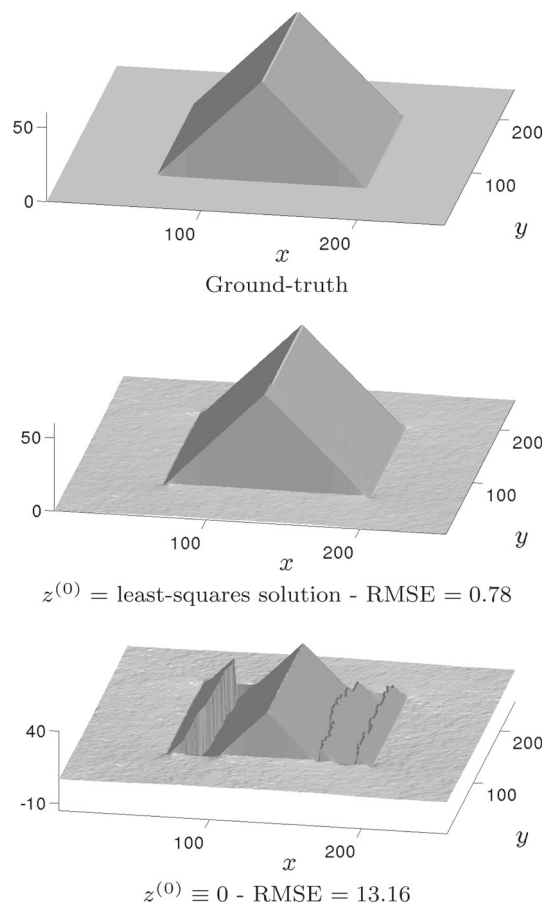 50
0
100
200
x
100
200
y
Ground-truth
50
0
100
200
x
100
200
y
z^{(0)} = least-squares solution - RMSE = 0.78
40
-10
100
200
x
100
200
y
z^{(0)} ≡ 0 - RMSE = 13.16